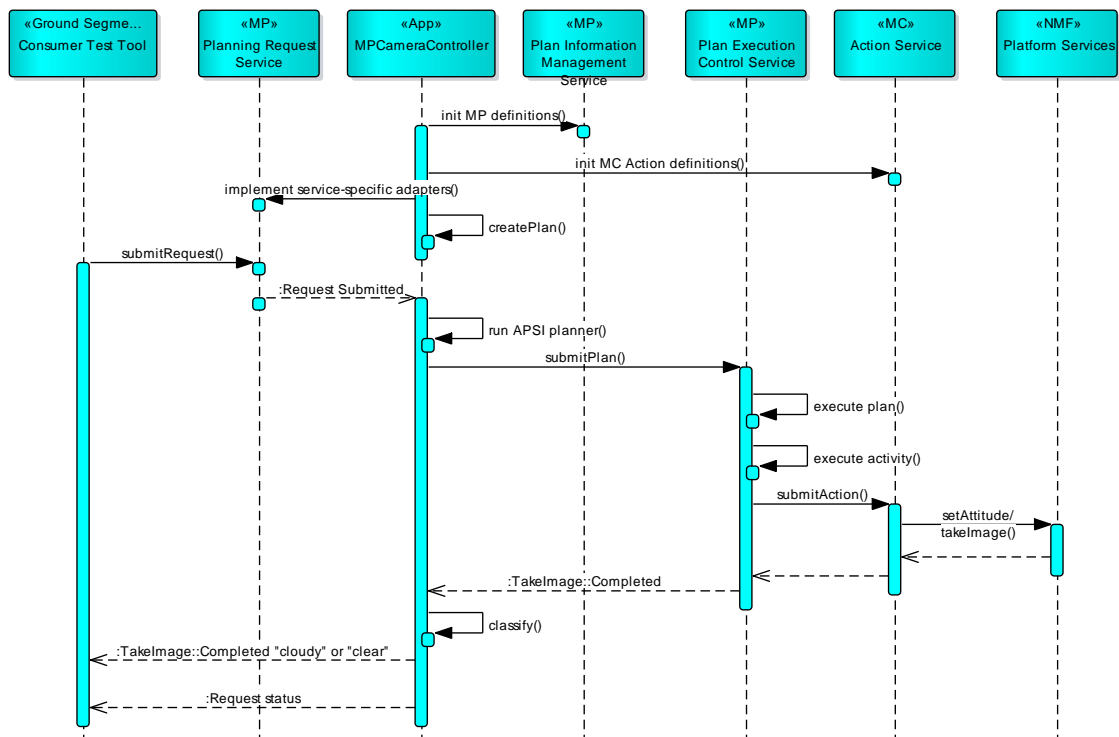 «Ground Segme...
Consumer Test Tool
«MP»
Planning Request
Service
«App»
MPCameraController
«MP»
Plan Information
Management
Service
«MP»
Plan Execution
Control Service
«MC»
Action Service
«NMF»
Platform Services
init MP definitions()
init MC Action definitions()
implement service-specific adapters()
createPlan()
submitRequest()
:Request Submitted
run APSI planner()
submitPlan()
execute plan()
execute activity()
submitAction()
setAttitude/
takeImage()
:TakeImage::Completed
classify()
:TakeImage::Completed "cloudy" or "clear"
:Request status